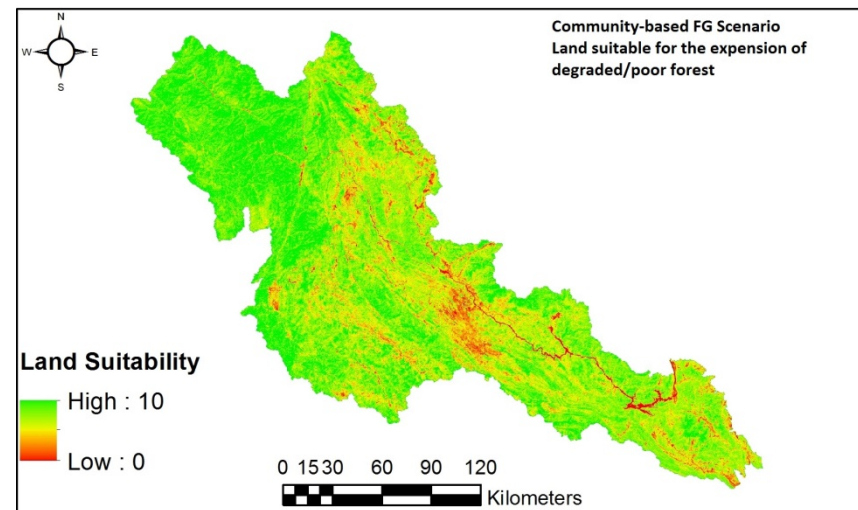 N
W E
S
Community-based FG Scenario
Land suitable for the expension of
degraded/poor forest
Land Suitability
High : 10
Low : 0
0 15 30 60 90 120
Kilometers